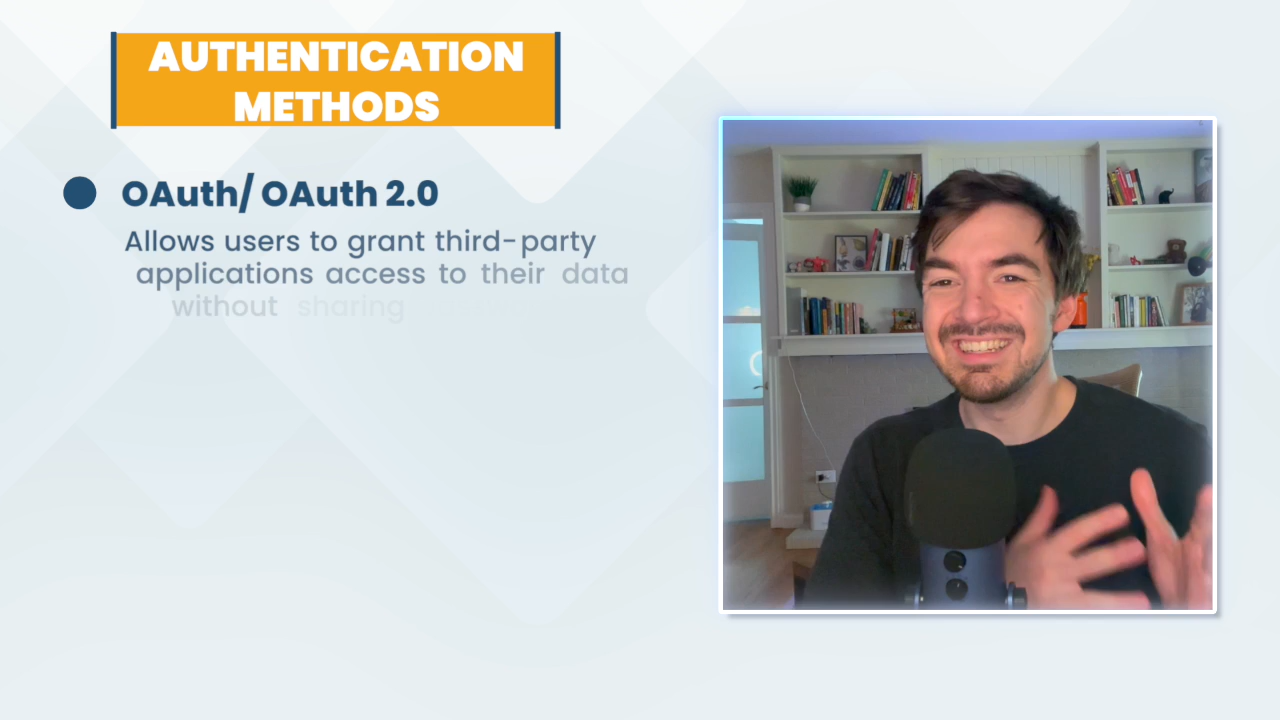 AUTHENTICATION
METHODS
OAuth/ OAuth 2.0
Allows users to grant third-party
applications access to their data
without sharing